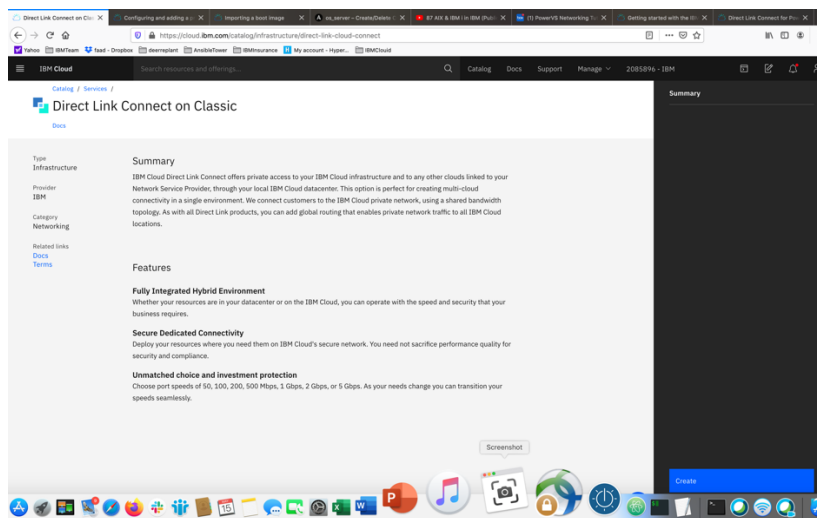 Direct Link Connect on Clas
Configuring and adding a p
Importing a boot image
os_server – Create/Delete
(1) PowerVS Networking Tu
Getting started with the IB
Direct Link Connect for Pow
https://cloud.ibm.com/catalog/infrastructure/direct-link-cloud-connect
Yahoo IBMTeam faad - Dropbox deerreplant AnsibleTower IBMInsurance My account - Hyper... IBMClould
IBM Cloud Search resources and offerings... Catalog Docs Support Manage 2085896 - IBM
Catalog / Services /
Direct Link Connect on Classic
Docs
Summary
Type
Infrastructure
Provider
IBM
Category
Networking
Related links
Docs
Terms
Summary
IBM Cloud Direct Link Connect offers private access to your IBM Cloud infrastructure and to any other clouds linked to your
Network Service Provider, through your local IBM Cloud datacenter. This option is perfect for creating multi-cloud
connectivity in a single environment. We connect customers to the IBM Cloud private network, using a shared bandwidth
topology. As with all Direct Link products, you can add global routing that enables private network traffic to all IBM Cloud
locations.
Features
Fully Integrated Hybrid Environment
Whether your resources are in your datacenter or on the IBM Cloud, you can operate with the speed and security that your
business requires.
Secure Dedicated Connectivity
Deploy your resources where you need them on IBM Cloud's secure network. You need not sacrifice performance quality for
security and compliance.
Unmatched choice and investment protection
Choose port speeds of 50, 100, 200, 500 Mbps, 1 Gbps, 2 Gbps, or 5 Gbps. As your needs change you can transition your
speeds seamlessly.
Screenshot
Create
15